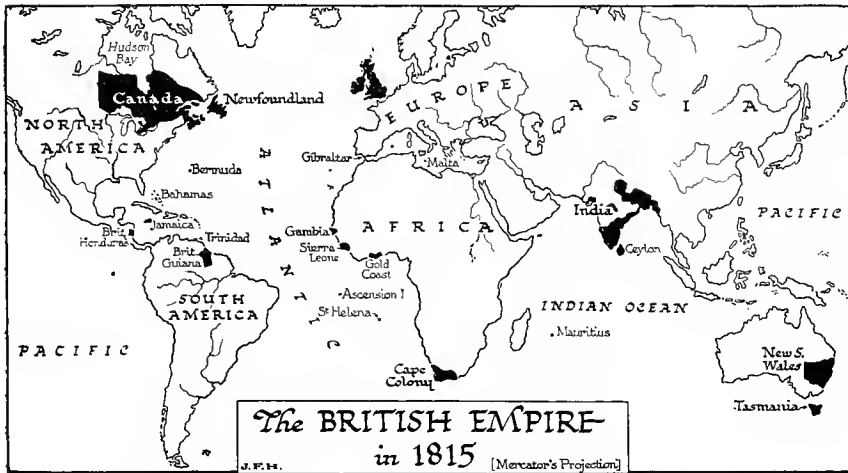 Hudson
Bay
Canada
Newfoundland
NORTH
AMERICA
Bermuda
Bahamas
Jamaica
Brit
Honduras
Trinidad
Brit
Guiana
SOUTH
AMERICA
PACIFIC
ATLANTIC
EUROPE
Gibraltar
Malta
ASIA
AFRICA
Gambia
Sierra
Leone
Gold
Coast
Ascension I
St Helena
Cape
Colony
India
Ceylon
PACIFIC
INDIAN OCEAN
Mauritius
New S.
Wales
Tasmania
The BRITISH EMPIRE
in 1815
[Mercator's Projection]
J.F.H.